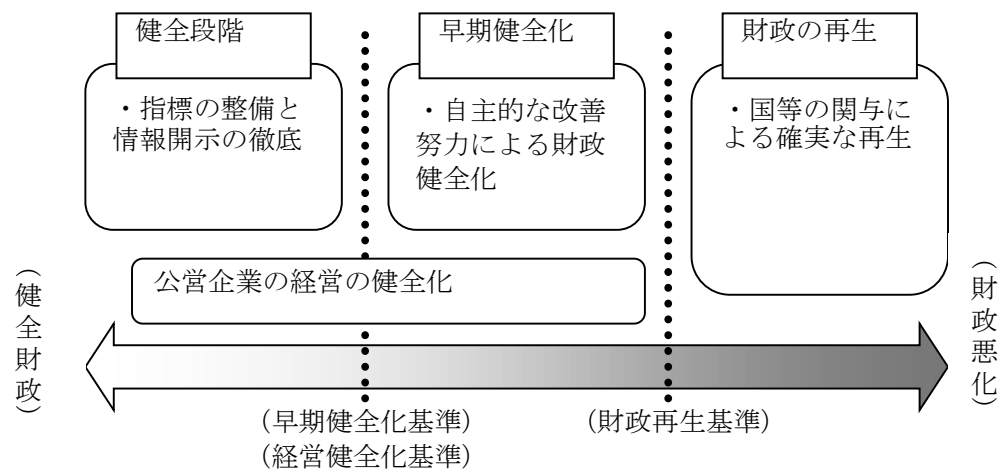 健全段階
早期健全化
財政の再生
・指標の整備と
情報開示の徹底
・自主的な改善
努力による財政
健全化
・国等の関与に
よる確実な再生
公営企業の経営の健全化
（健全財政）
（財政悪化）
（早期健全化基準）
（財政再生基準）
（経営健全化基準）